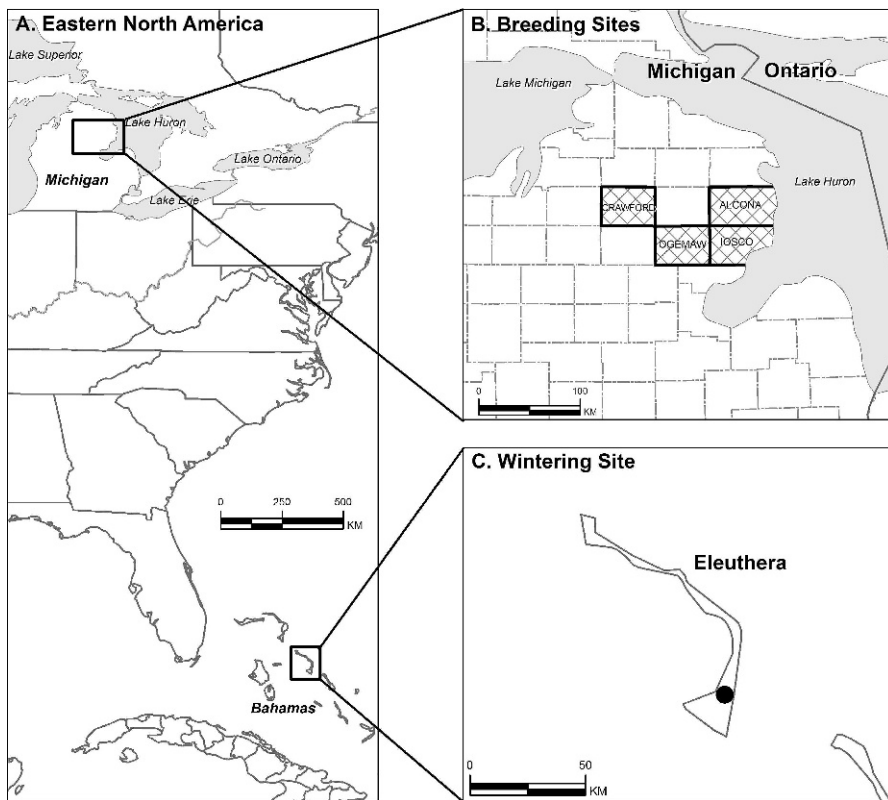 A. Eastern North America
Lake Superior
Lake Huron
Lake Ontario
Michigan
Lake Erie
0 250 500
KM
Bahamas
B. Breeding Sites
Michigan Ontario
Lake Michigan
Lake Huron
CRAWFORD
ALCONA
OGEMAW
IOSCO
0 100
KM
C. Wintering Site
Eleuthera
0 50
KM